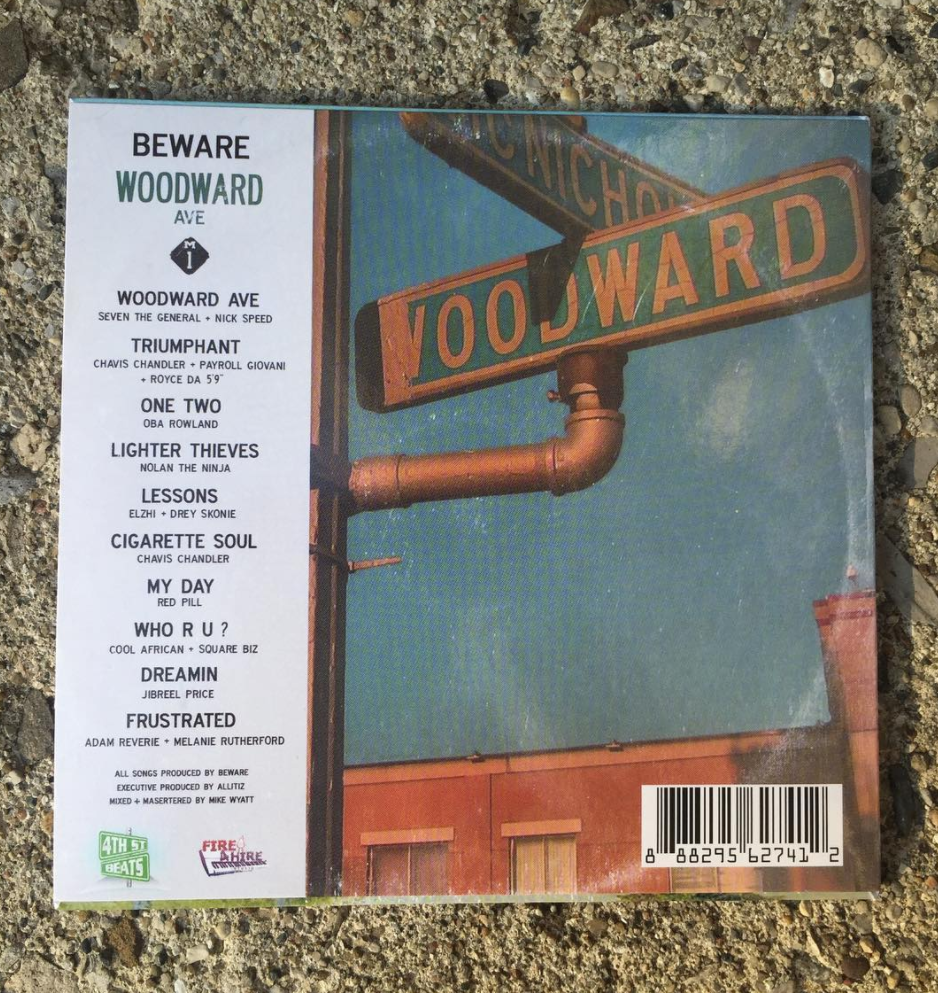 BEWARE
WOODWARD
AVE
M
1
WOODWARD AVE
SEVEN THE GENERAL + NICK SPEED
TRIUMPHANT
CHAVIS CHANDLER + PAYROLL GIOVANI
+ ROYCE DA 5'9"
ONE TWO
OBA ROWLAND
LIGHTER THIEVES
NOLAN THE NINJA
LESSONS
ELZHI + DREY SKONIE
CIGARETTE SOUL
CHAVIS CHANDLER
MY DAY
RED PILL
WHO R U ?
COOL AFRICAN + SQUARE BIZ
DREAMIN
JIBREEL PRICE
FRUSTRATED
ADAM REVERIE + MELANIE RUTHERFORD
ALL SONGS PRODUCED BY BEWARE
EXECUTIVE PRODUCED BY ALLITIZ
MIXED + MASERTERED BY MIKE WYATT
4TH ST
BEATS
FIRE
4 HIRE
C NICHO
WOODWARD
8 88295 62741 2